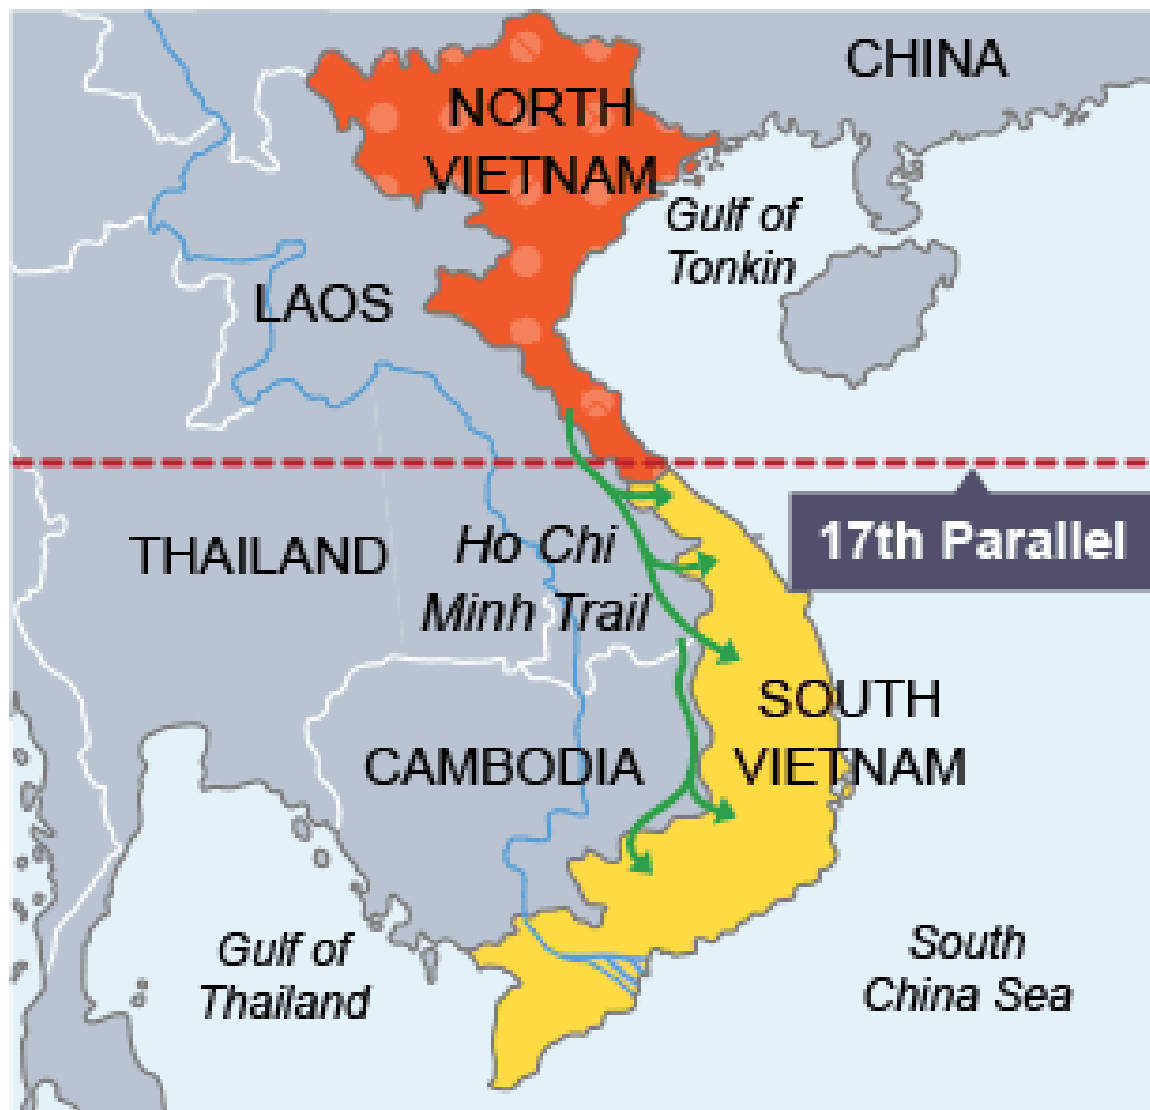 CHINA
NORTH
VIETNAM
Gulf of
Tonkin
LAOS
17th Parallel
THAILAND
Ho Chi
Minh Trail
SOUTH
VIETNAM
CAMBODIA
Gulf of
Thailand
South
China Sea